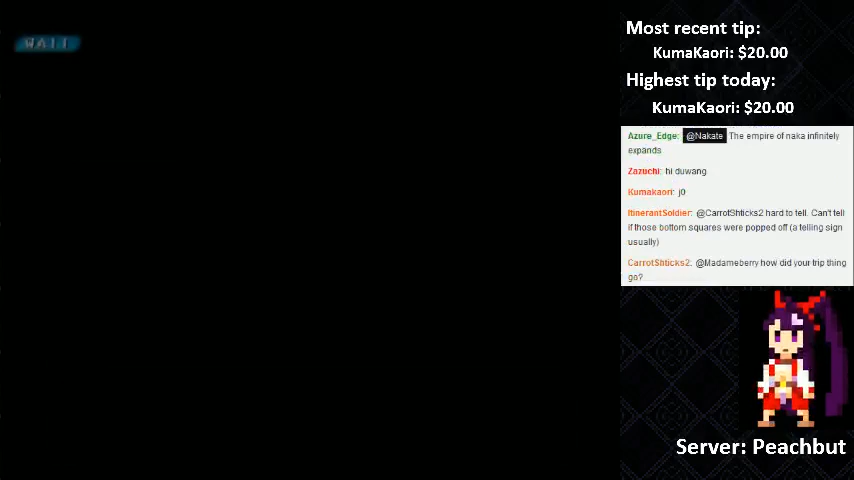 WAIT
Most recent tip:
KumaKaori: $20.00
Highest tip today:
KumaKaori: $20.00
Azure_Edge: @Nakate The empire of naka infinitely
expands
Zazuchi: hi duwang
Kumakaori: j0
ItinerantSoldier: @CarrotShticks2 hard to tell. Can't tell
if those bottom squares were popped off (a telling sign
usually)
CarrotShticks2: @Madameberry how did your trip thing
go?
Server: Peachbut